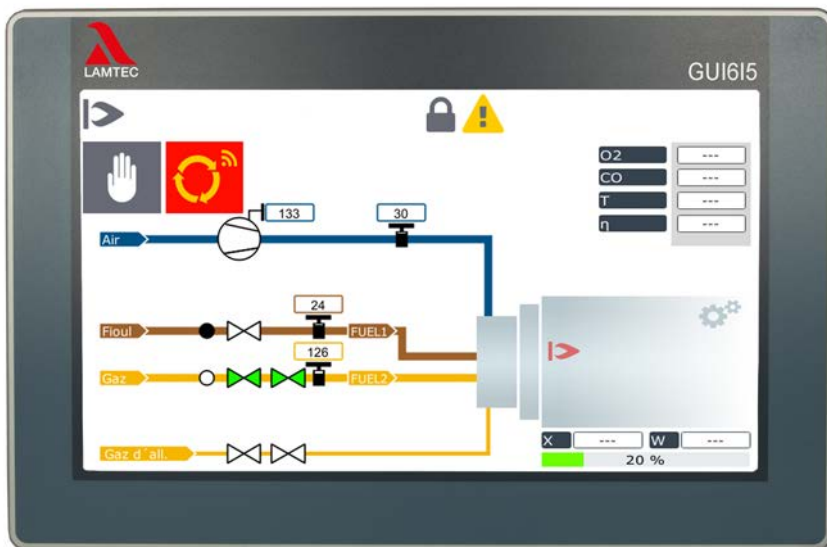 LAMTEC
GUI6I5
O2 ---
CO ---
T ---
η ---
133
30
Air
24
Fioul
FUEL1
126
Gaz
FUEL2
X --- W ---
20 %
Gaz d´all.